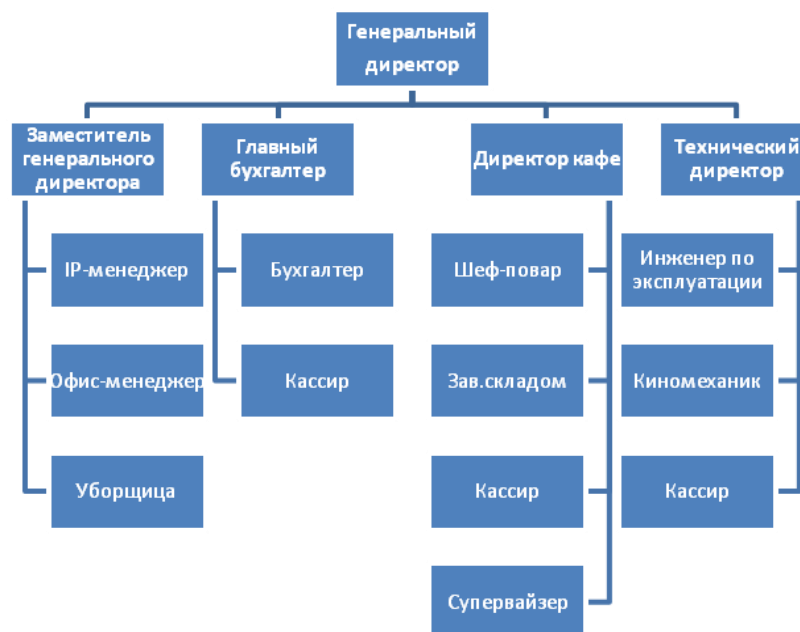 Генеральный
директор
Заместитель
генерального
директора
Главный
бухгалтер
Директор кафе
Технический
директор
IP-менеджер
Бухгалтер
Шеф-повар
Инженер по
эксплуатации
Офис-менеджер
Кассир
Зав.складом
Киномеханик
Уборщица
Кассир
Кассир
Супервайзер